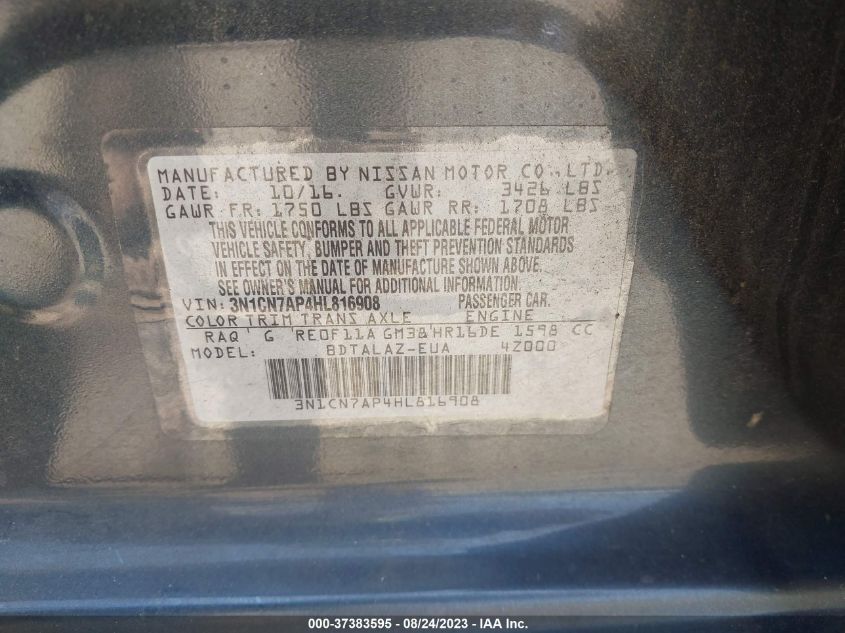 MANUFACTURED BY NISSAN MOTOR CO.,LTD.
DATE: 10/16. GVWR: 3426 LBS
GAWR FR: 1750 LBS GAWR RR: 1708 LBS
THIS VEHICLE CONFORMS TO ALL APPLICABLE FEDERAL MOTOR
VEHICLE SAFETY, BUMPER AND THEFT PREVENTION STANDARDS
IN EFFECT ON THE DATE OF MANUFACTURE SHOWN ABOVE.
SEE OWNER'S MANUAL FOR ADDITIONAL INFORMATION
VIN: 3N1CN7AP4HL816908 PASSENGER CAR.
COLOR TRIM TRANS AXLE ENGINE
RAQ G RE0F11A GM38 HR16DE 1598 CC
MODEL: BDTALAZ-EUA 4Z000
3N1CN7AP4HL816908
000-37383595 - 08/24/2023 - IAA Inc.